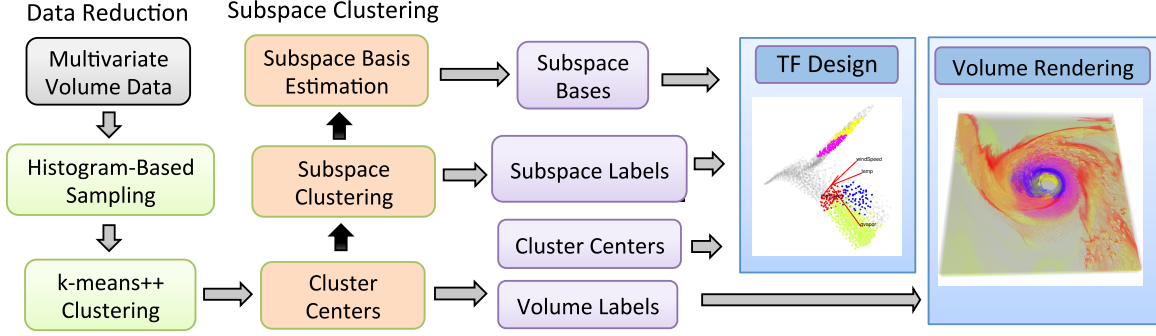 Data Reduction
Multivariate
Volume Data
Histogram-Based
Sampling
k-means++
Clustering
Subspace Clustering
Subspace Basis
Estimation
Subspace
Clustering
Cluster
Centers
Subspace
Bases
Subspace Labels
Cluster Centers
Volume Labels
TF Design
windSpeed
temp
qvapor
Volume Rendering